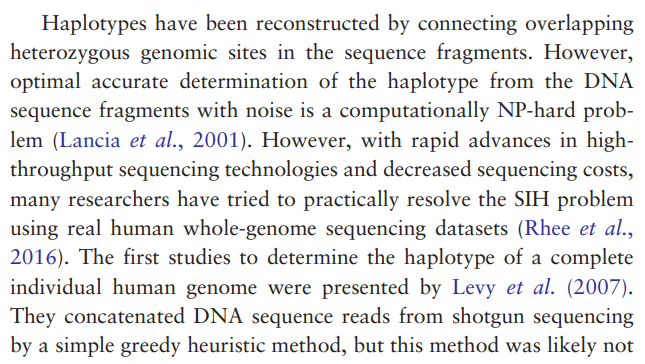 Haplotypes have been reconstructed by connecting overlapping
heterozygous genomic sites in the sequence fragments. However,
optimal accurate determination of the haplotype from the DNA
sequence fragments with noise is a computationally NP-hard prob-
lem (Lancia et al., 2001). However, with rapid advances in high-
throughput sequencing technologies and decreased sequencing costs,
many researchers have tried to practically resolve the SIH problem
using real human whole-genome sequencing datasets (Rhee et al.,
2016). The first studies to determine the haplotype of a complete
individual human genome were presented by Levy et al. (2007).
They concatenated DNA sequence reads from shotgun sequencing
by a simple greedy heuristic method, but this method was likely not